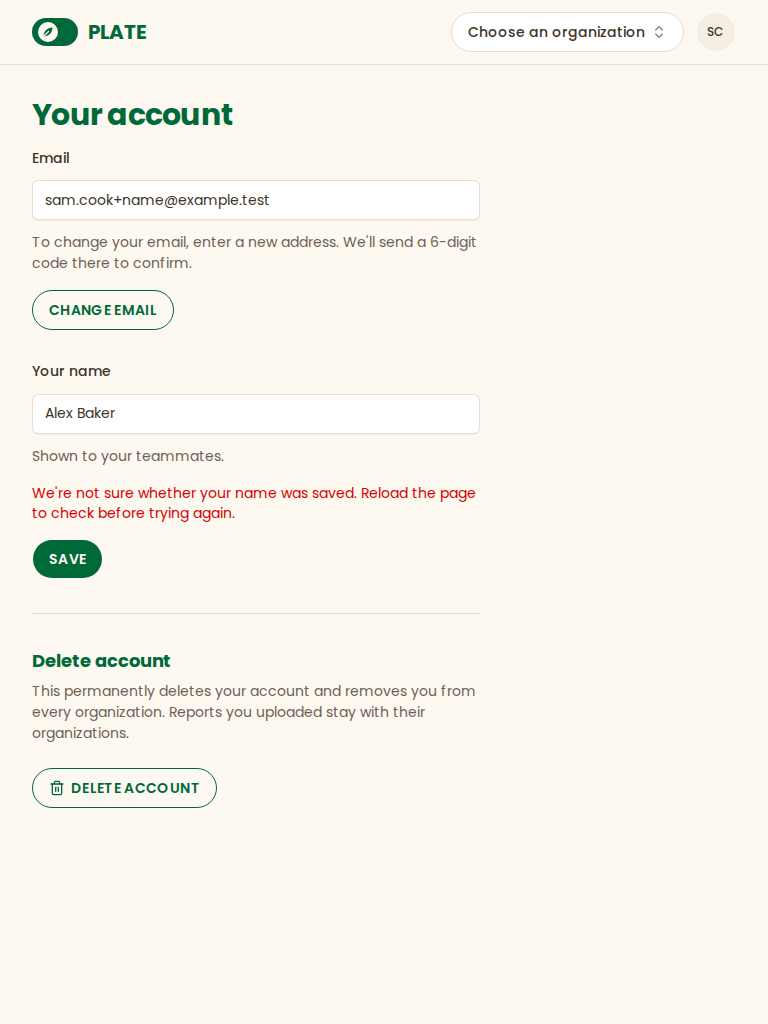 PLATE
Choose an organization
SC
Your account
Email
sam.cook+name@example.test
To change your email, enter a new address. We'll send a 6-digit
code there to confirm.
CHANGE EMAIL
Your name
Alex Baker
Shown to your teammates.
We're not sure whether your name was saved. Reload the page
to check before trying again.
SAVE
Delete account
This permanently deletes your account and removes you from
every organization. Reports you uploaded stay with their
organizations.
DELETE ACCOUNT